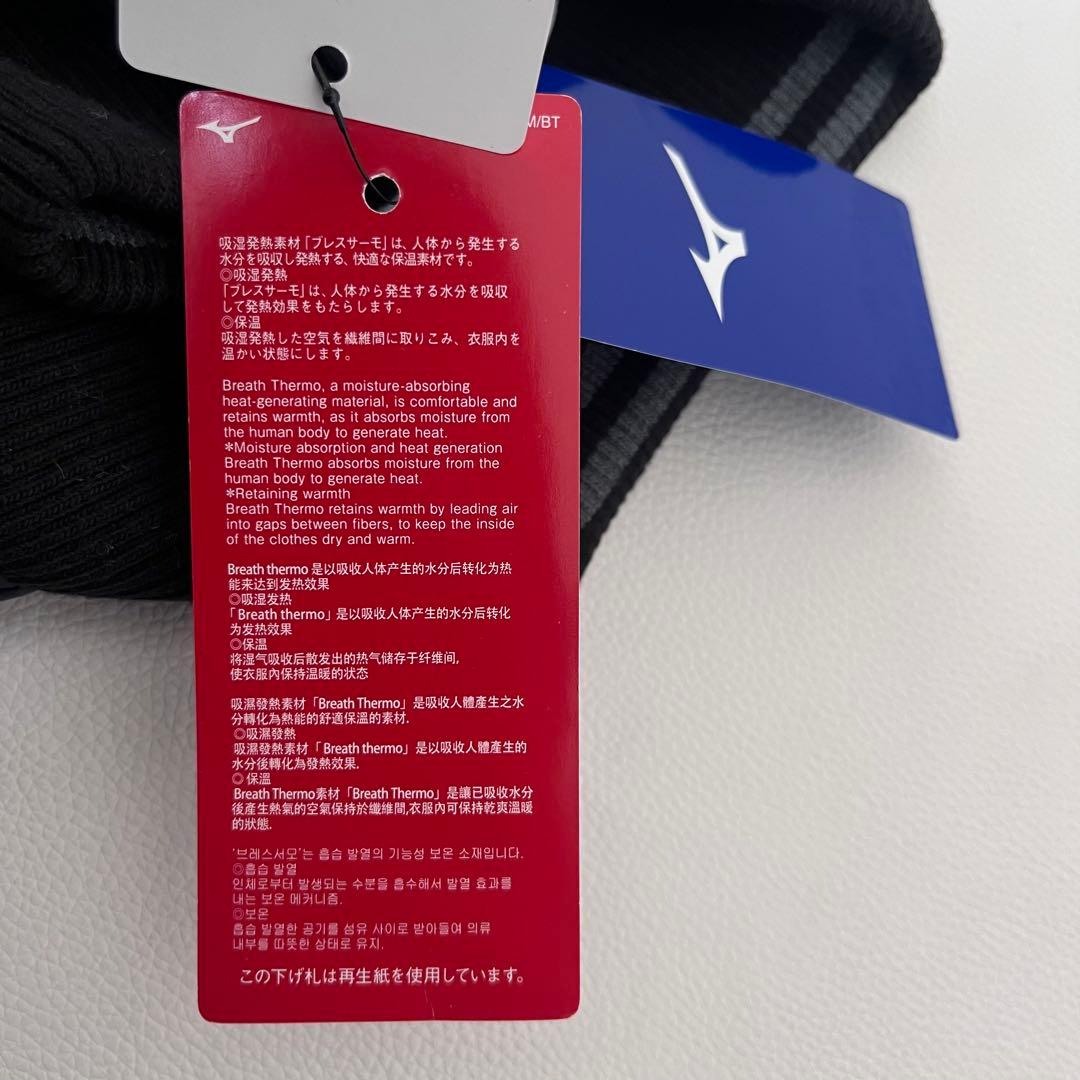 M/BT
吸湿発熱素材「ブレスサーモ」は、人体から発生する
水分を吸収し発熱する、快適な保温素材です。
◎吸湿発熱
「ブレスサーモ」は、人体から発生する水分を吸収
して発熱効果をもたらします。
◎保温
吸湿発熱した空気を繊維間に取りこみ、衣服内を
温かい状態にします。
Breath Thermo, a moisture-absorbing
heat-generating material, is comfortable and
retains warmth, as it absorbs moisture from
the human body to generate heat.
*Moisture absorption and heat generation
Breath Thermo absorbs moisture from the
human body to generate heat.
*Retaining warmth
Breath Thermo retains warmth by leading air
into gaps between fibers, to keep the inside
of the clothes dry and warm.
Breath thermo 是以吸收人体产生的水分后转化为热
能来达到发热效果
◎吸湿发热
「Breath thermo」是以吸收人体产生的水分后转化
为发热效果
◎保温
将湿气吸收后散发出的热气储存于纤维间,
使衣服内保持温暖的状态
吸濕發熱素材「Breath Thermo」是吸收人體產生之水
分轉化為熱能的舒適保溫的素材.
◎吸濕發熱
吸濕發熱素材「Breath thermo」是以吸收人體產生的
水分後轉化為發熱效果.
◎保溫
Breath Thermo素材「Breath Thermo」是讓已吸收水分
後產生熱氣的空氣保持於纖維間,衣服內可保持乾爽溫暖
的狀態.
'브레스서모'는 흡습 발열의 기능성 보온 소재입니다.
◎흡습 발열
인체로부터 발생되는 수분을 흡수해서 발열 효과를
내는 보온 메커니즘.
◎보온
흡습 발열한 공기를 섬유 사이로 받아들여 의류
내부를 따뜻한 상태로 유지.
この下げ札は再生紙を使用しています。